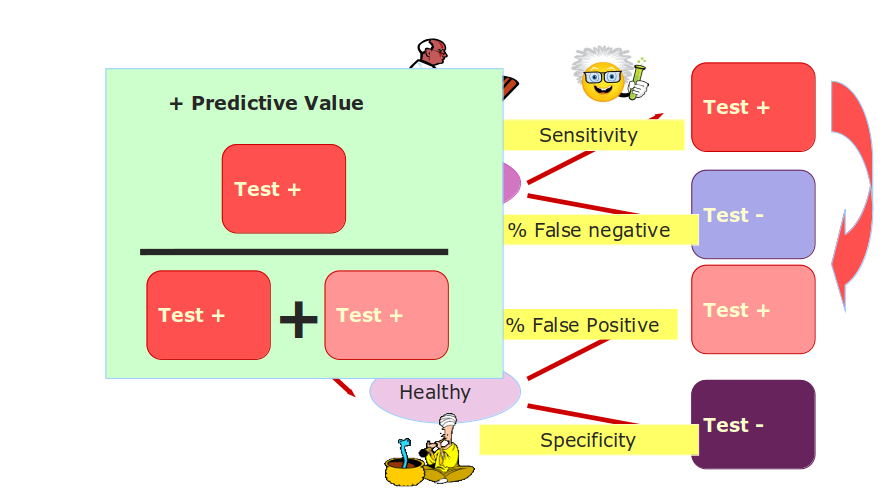 + Predictive Value
Test +
Test +
+
Test +
Sensitivity
% False negative
% False Positive
Specificity
Healthy
Test +
Test -
Test +
Test -